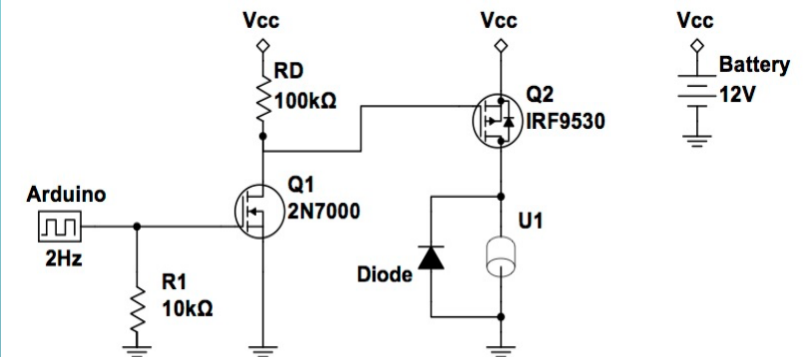 Vcc
Vcc
Vcc
RD
100kΩ
Q2
IRF9530
Battery
12V
Arduino
2Hz
Q1
2N7000
R1
10kΩ
U1
Diode